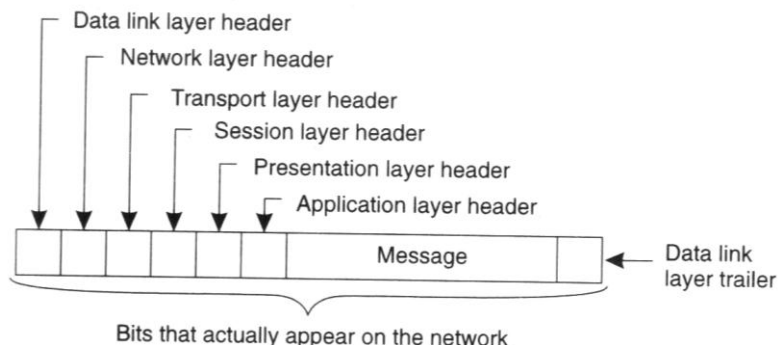 Data link layer header
Network layer header
Transport layer header
Session layer header
Presentation layer header
Application layer header
Message
Data link
layer trailer
Bits that actually appear on the network